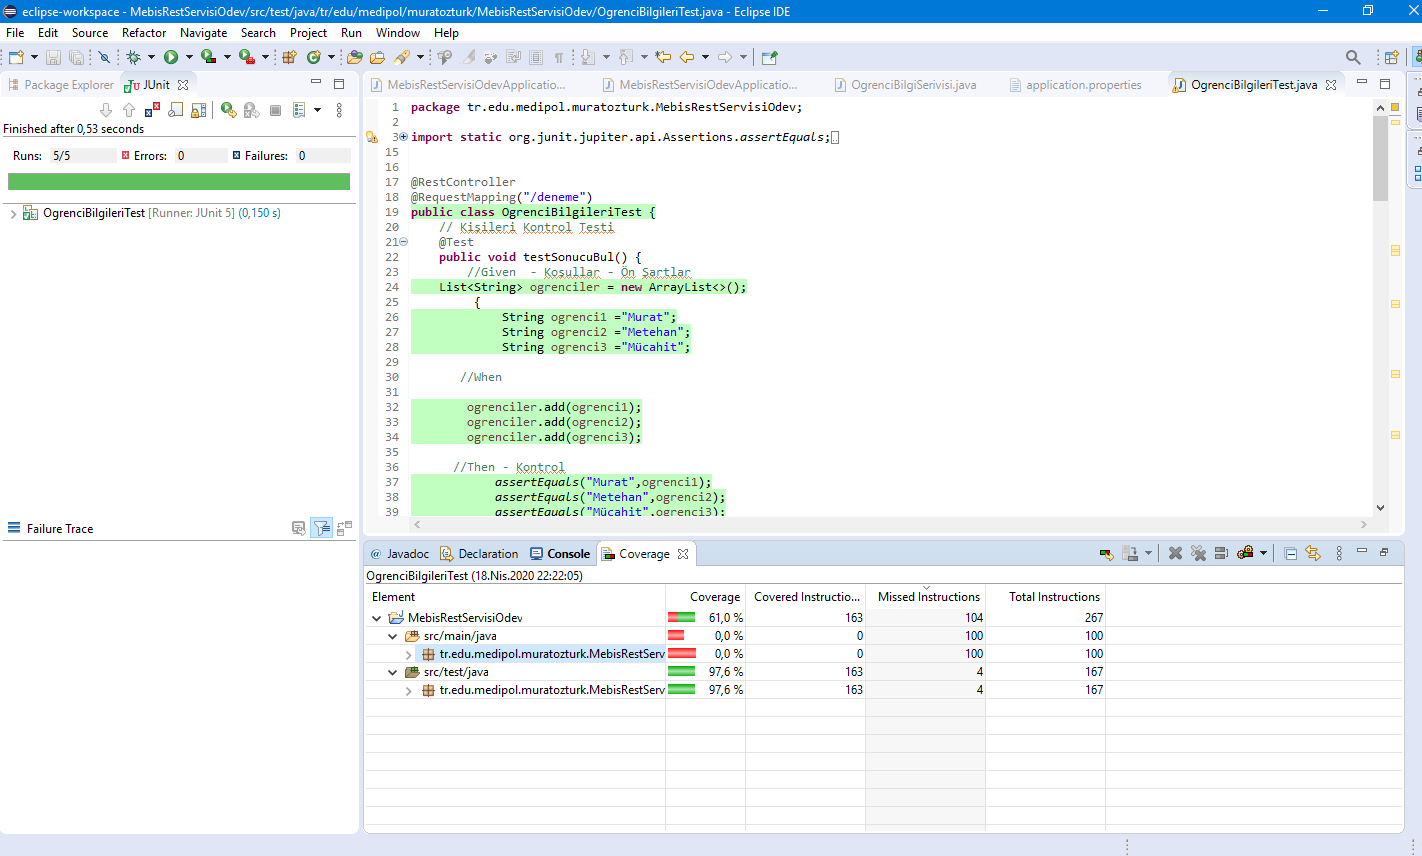 eclipse-workspace - MebisRestServisiOdev/src/test/java/tr/edu/medipol/muratozturk/MebisRestServisiOdev/OgrenciBilgileriTest.java - Eclipse IDE
File Edit Source Refactor Navigate Search Project Run Window Help
Package Explorer JUnit
Finished after 0,53 seconds
Runs: 5/5 Errors: 0 Failures: 0
OgrenciBilgileriTest [Runner: JUnit 5] (0,150 s)
Failure Trace
MebisRestServisiOdevApplicatio... MebisRestServisiOdevApplicatio... OgrenciBilgiSerivisi.java application.properties OgrenciBilgileriTest.java
1 package tr.edu.medipol.muratozturk.MebisRestServisiOdev;
2
3 import static org.junit.jupiter.api.Assertions.assertEquals;
15
16
17 @RestController
18 @RequestMapping("/deneme")
19 public class OgrenciBilgileriTest {
20 // Kişileri Kontrol Testi
21 @Test
22 public void testSonucuBul() {
23 //Given - Koşullar - Ön Şartlar
24 List<String> ogrenciler = new ArrayList<>();
25 {
26 String ogrenci1 ="Murat";
27 String ogrenci2 ="Metehan";
28 String ogrenci3 ="Mücahit";
29
30 //When
31
32 ogrenciler.add(ogrenci1);
33 ogrenciler.add(ogrenci2);
34 ogrenciler.add(ogrenci3);
35
36 //Then - Kontrol
37 assertEquals("Murat",ogrenci1);
38 assertEquals("Metehan",ogrenci2);
39 assertEquals("Mücahit",ogrenci3);
@ Javadoc Declaration Console Coverage
OgrenciBilgileriTest (18.Nis.2020 22:22:05)
Element Coverage Covered Instructio... Missed Instructions Total Instructions
MebisRestServisiOdev 61,0 % 163 104 267
src/main/java 0,0 % 0 100 100
tr.edu.medipol.muratozturk.MebisRestServ 0,0 % 0 100 100
src/test/java 97,6 % 163 4 167
tr.edu.medipol.muratozturk.MebisRestServ 97,6 % 163 4 167